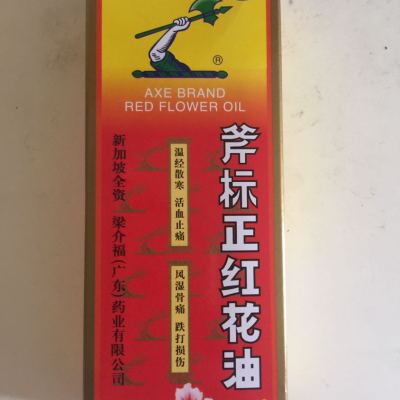 ®
AXE BRAND
RED FLOWER OIL
斧标正红花油
温经散寒 活血止痛
风湿骨痛 跌打损伤
新加坡全资 梁介福(广东)药业有限公司